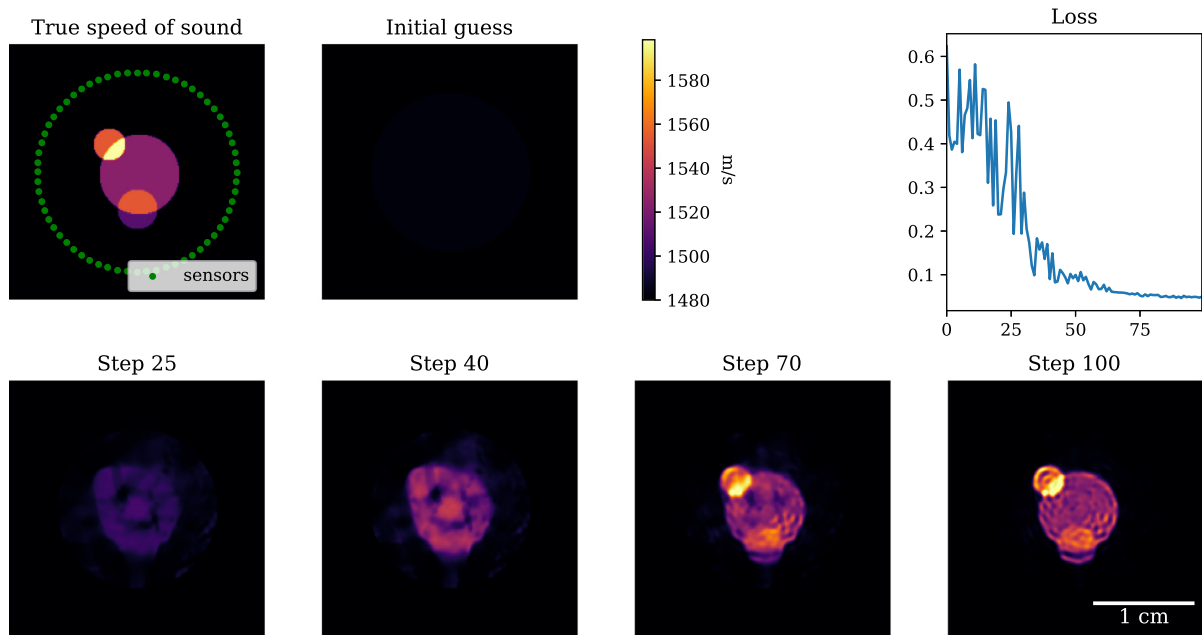 True speed of sound
Initial guess
Loss
sensors
1580
1560
1540
1520
1500
1480
m/s
0.6
0.5
0.4
0.3
0.2
0.1
0 25 50 75
Step 25
Step 40
Step 70
Step 100
1 cm